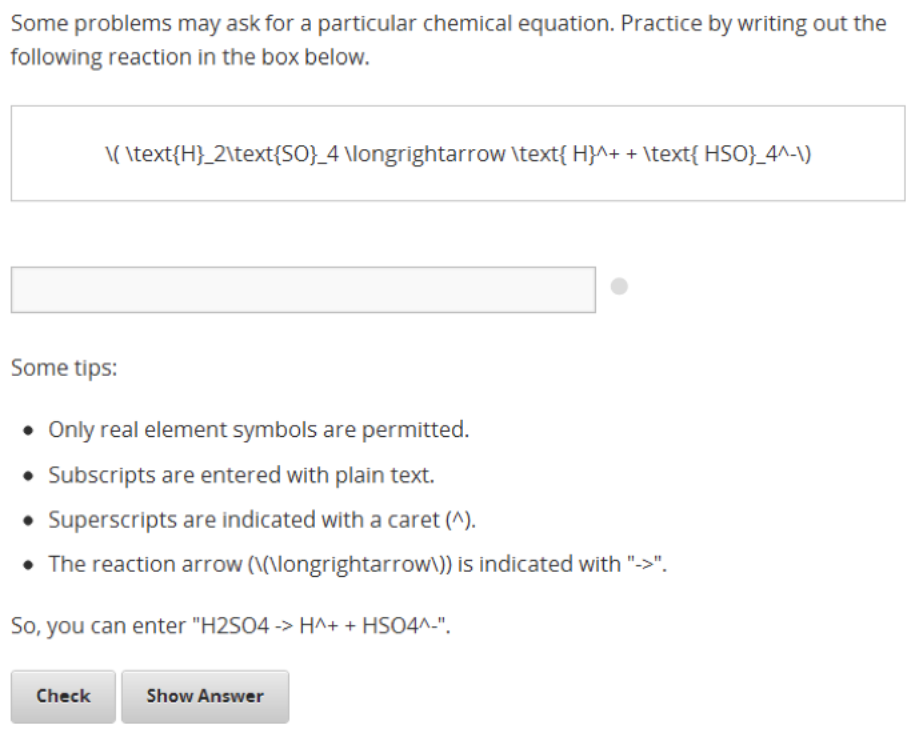 Some problems may ask for a particular chemical equation. Practice by writing out the
following reaction in the box below.
\( \text{H}_2\text{SO}_4 \longrightarrow \text{ H}^+ + \text{ HSO}_4^-\)
Some tips:
• Only real element symbols are permitted.
• Subscripts are entered with plain text.
• Superscripts are indicated with a caret (^).
• The reaction arrow (\(\longrightarrow\)) is indicated with "->".
So, you can enter "H2SO4 -> H^+ + HSO4^-".
Check Show Answer